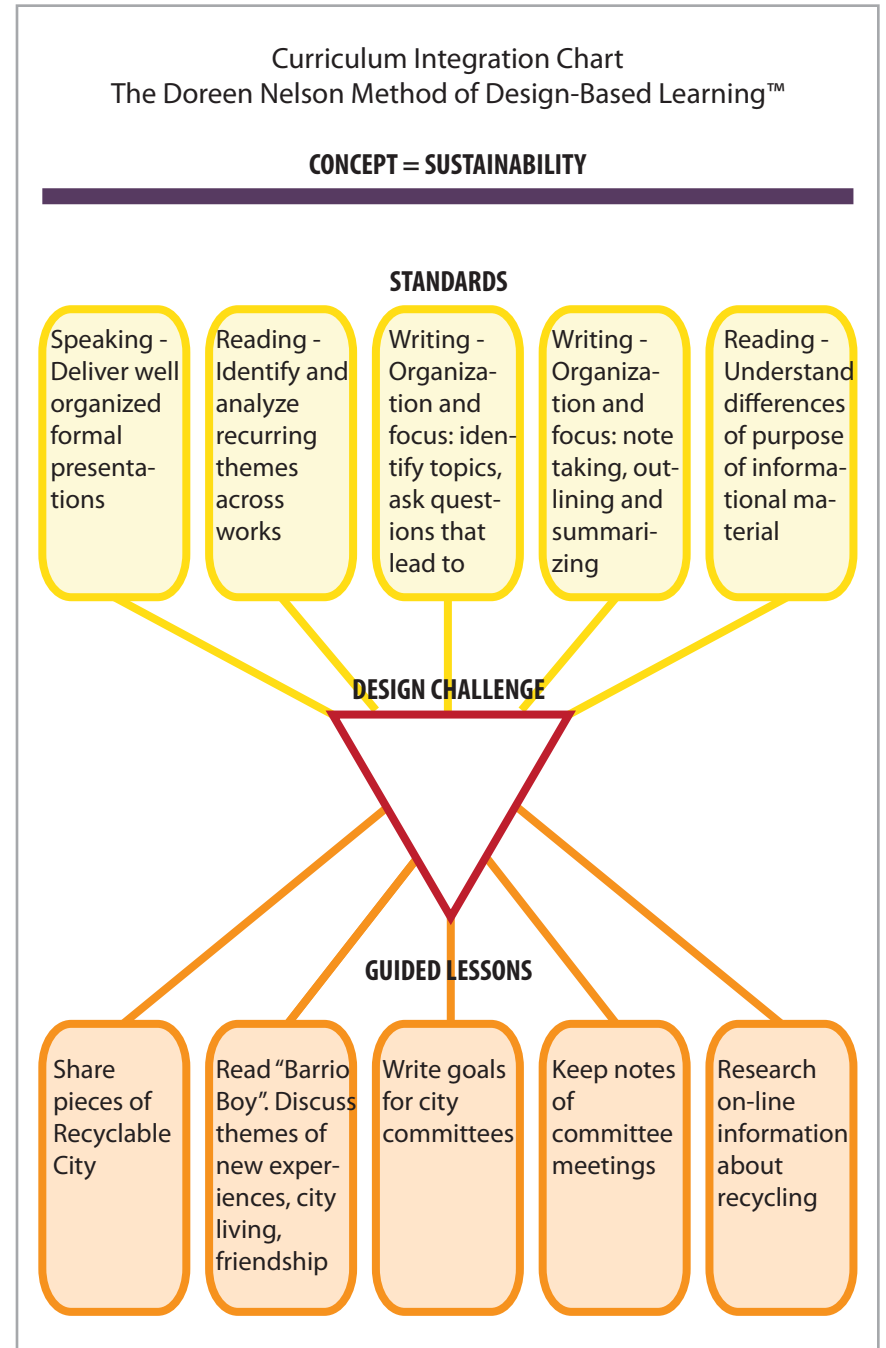 Curriculum Integration Chart
The Doreen Nelson Method of Design-Based Learning™
CONCEPT = SUSTAINABILITY
STANDARDS
Speaking -
Deliver well
organized
formal
presenta-
tions
Reading -
Identify and
analyze
recurring
themes
across
works
Writing -
Organiza-
tion and
focus: iden-
tify topics,
ask quest-
ions that
lead to
Writing -
Organiza-
tion and
focus: note
taking, out-
lining and
summari-
zing
Reading -
Understand
differences
of purpose
of informa-
tional ma-
terial
DESIGN CHALLENGE
GUIDED LESSONS
Share
pieces of
Recyclable
City
Read “Barrio
Boy”. Discuss
themes of
new exper-
iences, city
living,
friendship
Write goals
for city
committees
Keep notes
of
committee
meetings
Research
on-line
information
about
recycling